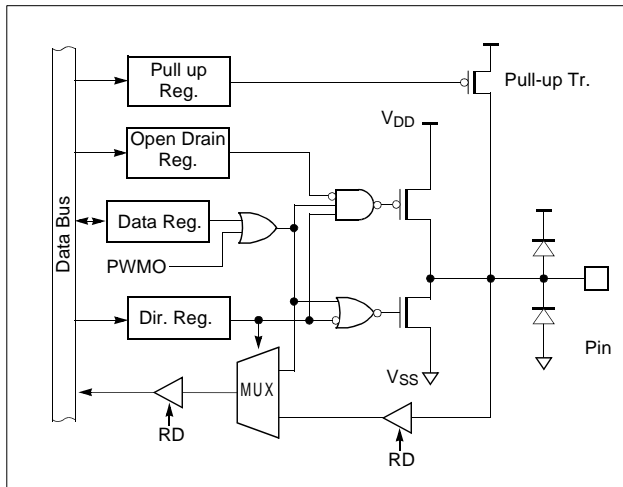 Pull up
Reg.
Pull-up Tr.
VDD
Open Drain
Reg.
Data Reg.
PWMO
Data Bus
Dir. Reg.
MUX
VSS
Pin
RD
RD